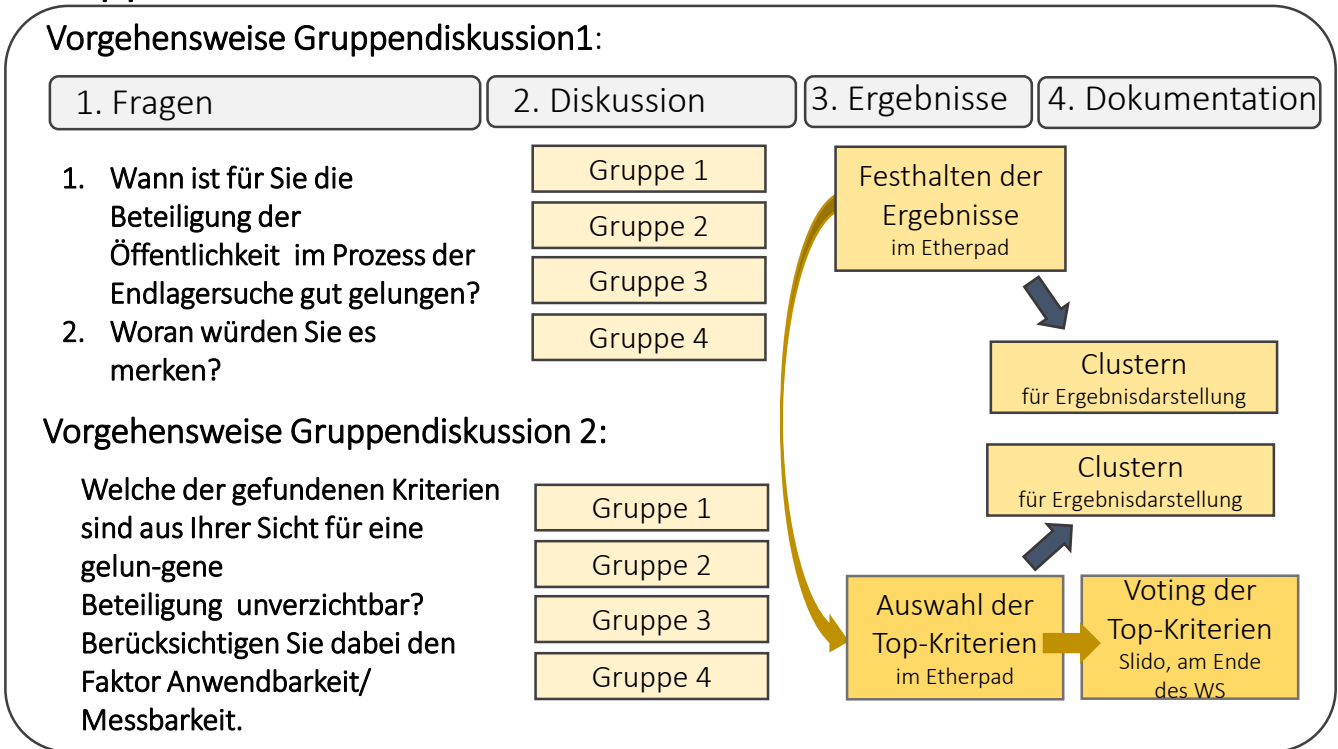 Vorgehensweise Gruppendiskussion1:
1. Fragen
2. Diskussion
3. Ergebnisse
4. Dokumentation
1. Wann ist für Sie die
Beteiligung der
Öffentlichkeit im Prozess der
Endlagersuche gut gelungen?
2. Woran würden Sie es
merken?
Gruppe 1
Gruppe 2
Gruppe 3
Gruppe 4
Festhalten der
Ergebnisse
im Etherpad
Clustern
für Ergebnisdarstellung
Vorgehensweise Gruppendiskussion 2:
Welche der gefundenen Kriterien
sind aus Ihrer Sicht für eine
gelun-gene
Beteiligung unverzichtbar?
Berücksichtigen Sie dabei den
Faktor Anwendbarkeit/
Messbarkeit.
Gruppe 1
Gruppe 2
Gruppe 3
Gruppe 4
Clustern
für Ergebnisdarstellung
Auswahl der
Top-Kriterien
im Etherpad
Voting der
Top-Kriterien
Slido, am Ende
des WS